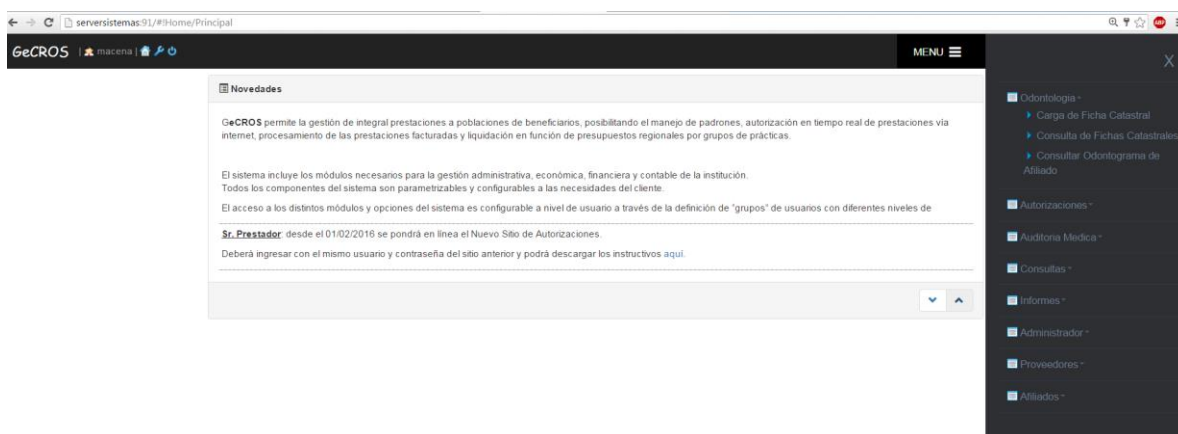 serversistemas:91/#!Home/Principal
GeCROS | macena |
MENU
X
Novedades
GeCROS permite la gestión de integral prestaciones a poblaciones de beneficiarios, posibilitando el manejo de padrones, autorización en tiempo real de prestaciones vía
internet, procesamiento de las prestaciones facturadas y liquidación en función de presupuestos regionales por grupos de prácticas.
El sistema incluye los módulos necesarios para la gestión administrativa, económica, financiera y contable de la institución.
Todos los componentes del sistema son parametrizables y configurables a las necesidades del cliente.
El acceso a los distintos módulos y opciones del sistema es configurable a nivel de usuario a través de la definición de "grupos" de usuarios con diferentes niveles de
Sr. Prestador: desde el 01/02/2016 se pondrá en línea el Nuevo Sitio de Autorizaciones.
Deberá ingresar con el mismo usuario y contraseña del sitio anterior y podrá descargar los instructivos aquí.
Odontologia
Carga de Ficha Catastral
Consulta de Fichas Catastrales
Consultar Odontograma de
Afiliado
Autorizaciones
Auditoria Medica
Consultas
Informes
Administrador
Proveedores
Afiliados